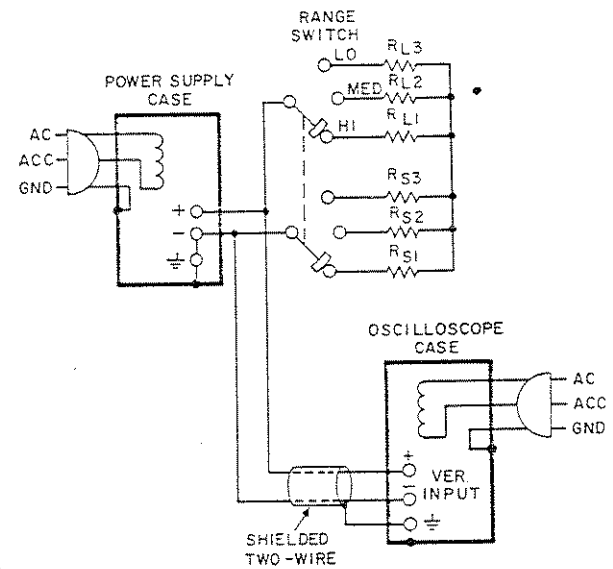 RANGE
SWITCH
LO
RL3
MED
RL2
HI
RL1
RS3
RS2
RS1
POWER SUPPLY
CASE
AC
ACC
GND
+
−
OSCILLOSCOPE
CASE
AC
ACC
GND
+
−
VER.
INPUT
SHIELDED
TWO-WIRE